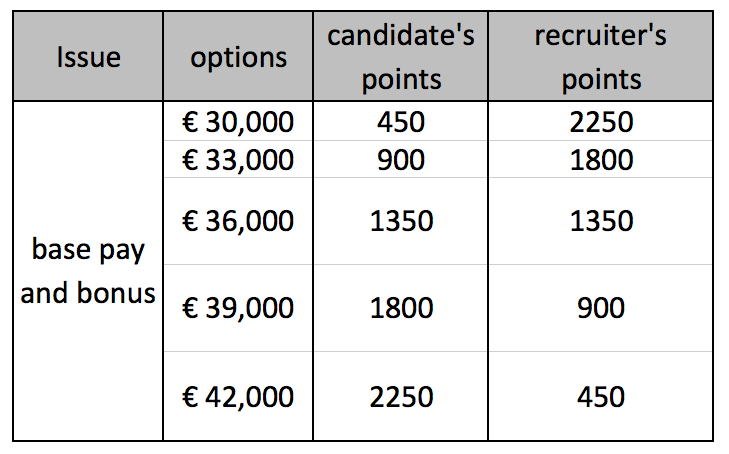 Issue options candidate's points recruiter's points
base pay and bonus
€ 30,000 450 2250
€ 33,000 900 1800
€ 36,000 1350 1350
€ 39,000 1800 900
€ 42,000 2250 450